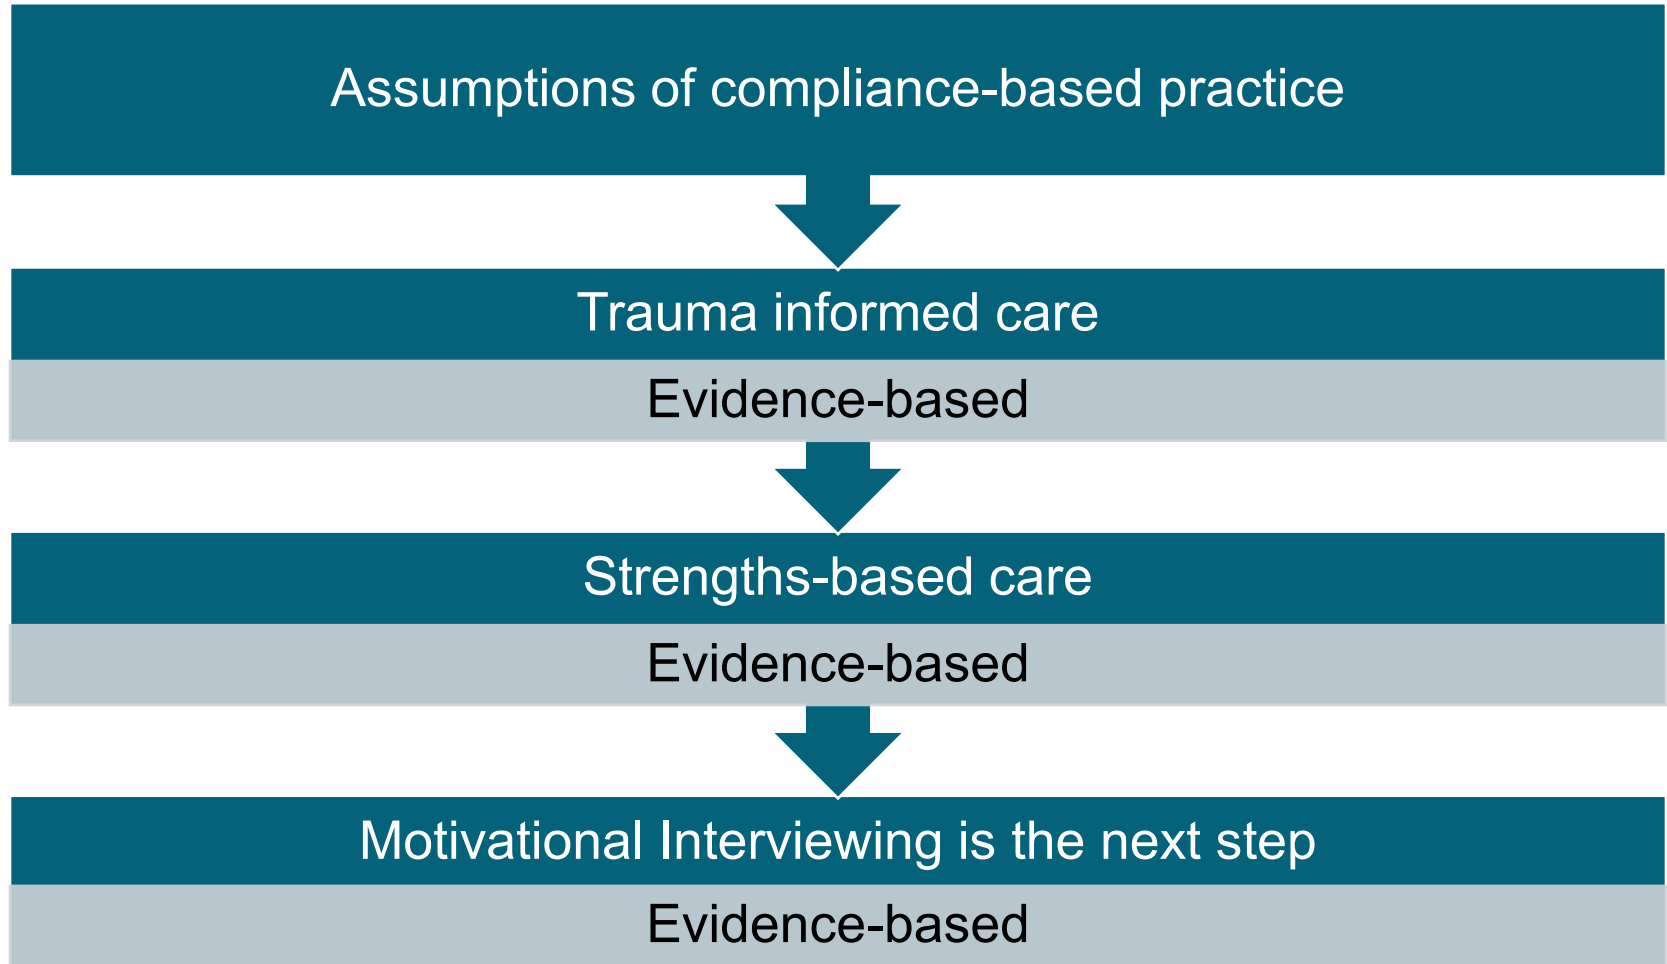 Assumptions of compliance-based practice
Trauma informed care
Evidence-based
Strengths-based care
Evidence-based
Motivational Interviewing is the next step
Evidence-based